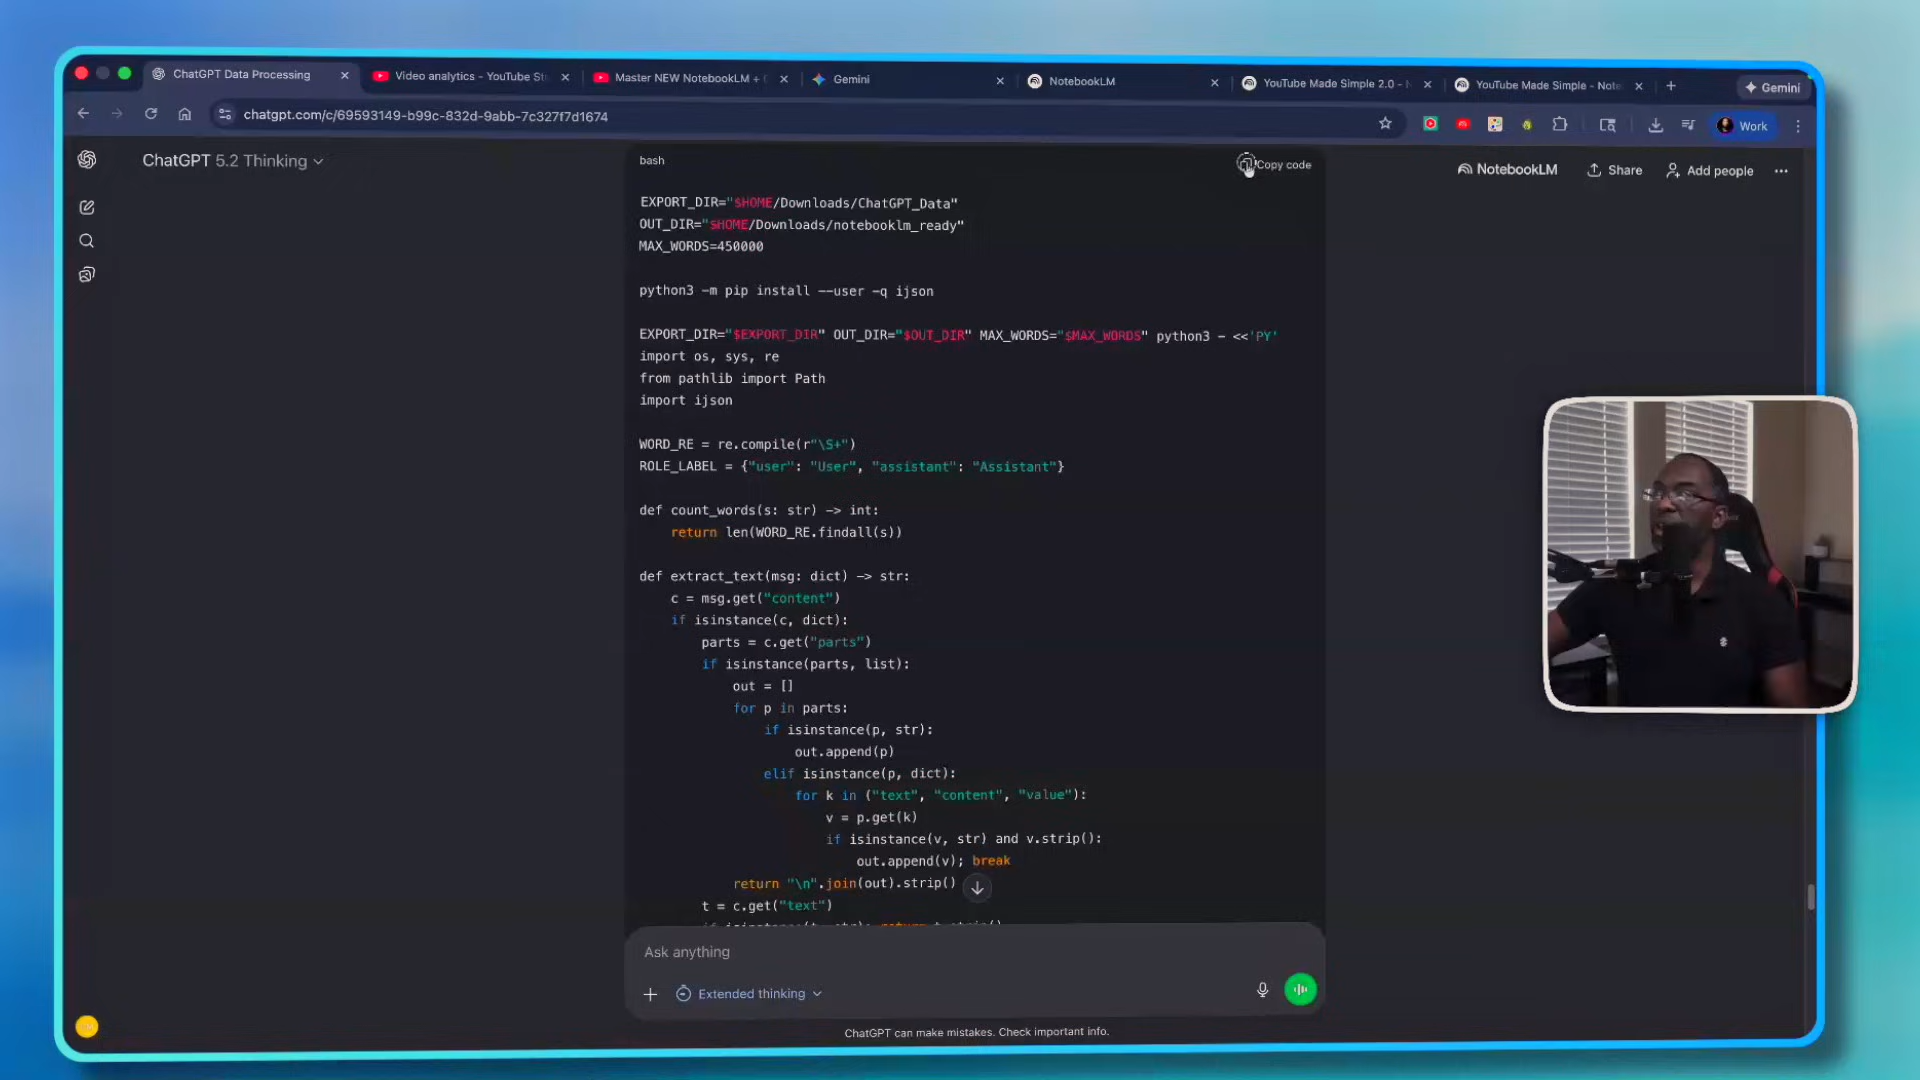 ChatGPT Data Processing
Video analytics - YouTube St
Master NEW NotebookLM +
Gemini
NotebookLM
YouTube Made Simple 2.0 -
YouTube Made Simple - Note
Gemini
chatgpt.com/c/69593149-b99c-832d-9abb-7c327f7d1674
Work
ChatGPT 5.2 Thinking
NotebookLM
Share
Add people
bash
Copy code
EXPORT_DIR="$HOME/Downloads/ChatGPT_Data"
OUT_DIR="$HOME/Downloads/notebooklm_ready"
MAX_WORDS=450000
python3 -m pip install --user -q ijson
EXPORT_DIR="$EXPORT_DIR" OUT_DIR="$OUT_DIR" MAX_WORDS="$MAX_WORDS" python3 - <<'PY'
import os, sys, re
from pathlib import Path
import ijson
WORD_RE = re.compile(r"\S+")
ROLE_LABEL = {"user": "User", "assistant": "Assistant"}
def count_words(s: str) -> int:
return len(WORD_RE.findall(s))
def extract_text(msg: dict) -> str:
c = msg.get("content")
if isinstance(c, dict):
parts = c.get("parts")
if isinstance(parts, list):
out = []
for p in parts:
if isinstance(p, str):
out.append(p)
elif isinstance(p, dict):
for k in ("text", "content", "value"):
v = p.get(k)
if isinstance(v, str) and v.strip():
out.append(v); break
return "\n".join(out).strip()
t = c.get("text")
Ask anything
Extended thinking
ChatGPT can make mistakes. Check important info.